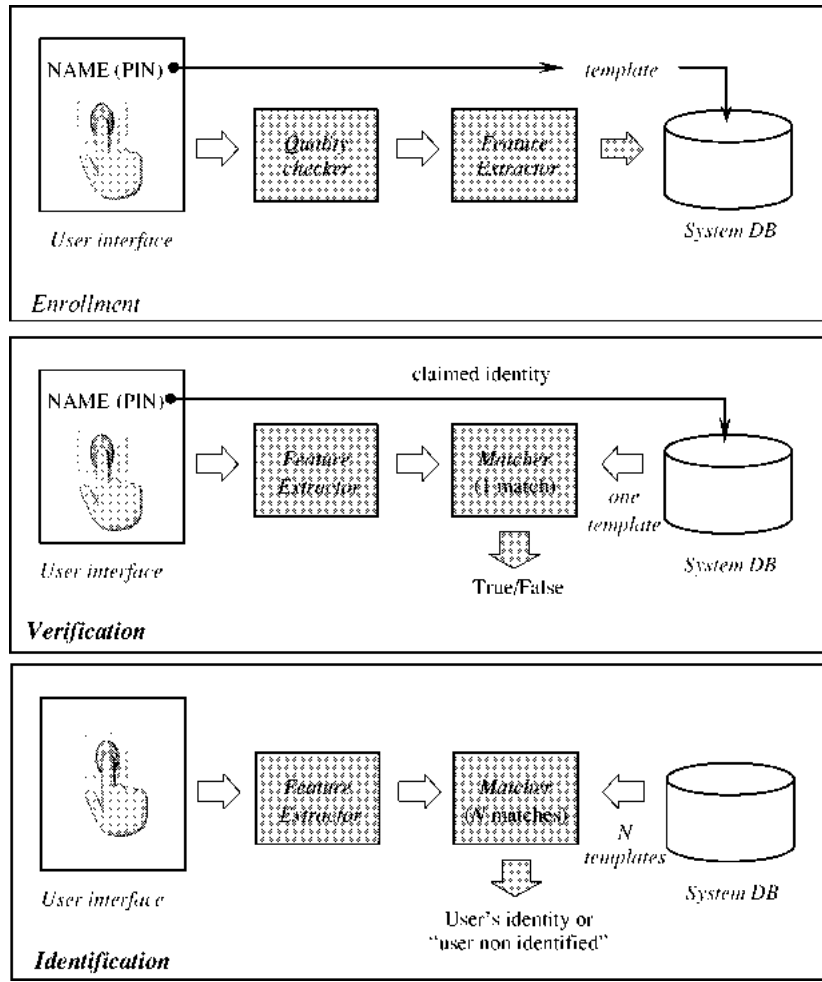 NAME (PIN)
template
Quality
checker
Feature
Extractor
User interface
System DB
Enrollment
claimed identity
NAME (PIN)
Feature
Extractor
Matcher
(1 match)
one
template
User interface
True/False
System DB
Verification
Feature
Extractor
Matcher
(N matches)
N
templates
User interface
System DB
User's identity or
“user non identified”
Identification